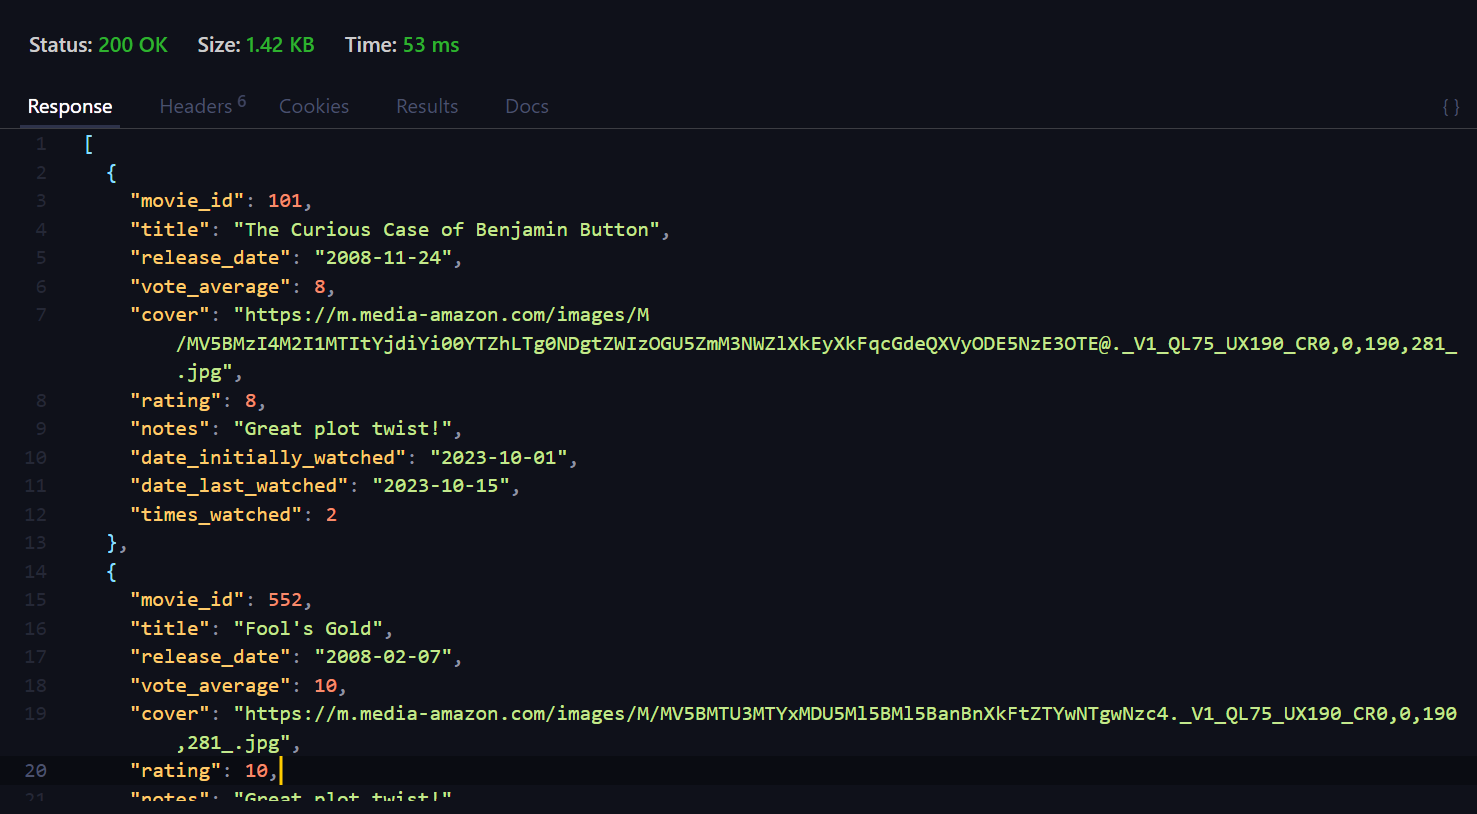 Status: 200 OK Size: 1.42 KB Time: 53 ms
Response Headers 6 Cookies Results Docs { }
1 [
2 {
3 "movie_id": 101,
4 "title": "The Curious Case of Benjamin Button",
5 "release_date": "2008-11-24",
6 "vote_average": 8,
7 "cover": "https://m.media-amazon.com/images/M
/MV5BMzI4M2I1MTItYjdiYi00YTZhLTg0NDgtZWIzOGU5ZmM3NWZlXkEyXkFqcGdeQXVyODE5NzE3OTE@._V1_QL75_UX190_CR0,0,190,281_
.jpg",
8 "rating": 8,
9 "notes": "Great plot twist!",
10 "date_initially_watched": "2023-10-01",
11 "date_last_watched": "2023-10-15",
12 "times_watched": 2
13 },
14 {
15 "movie_id": 552,
16 "title": "Fool's Gold",
17 "release_date": "2008-02-07",
18 "vote_average": 10,
19 "cover": "https://m.media-amazon.com/images/M/MV5BMTU3MTYxMDU5Ml5BMl5BanBnXkFtZTYwNTgwNzc4._V1_QL75_UX190_CR0,0,190
,281_.jpg",
20 "rating": 10,
21 "notes": "Great plot twist!"